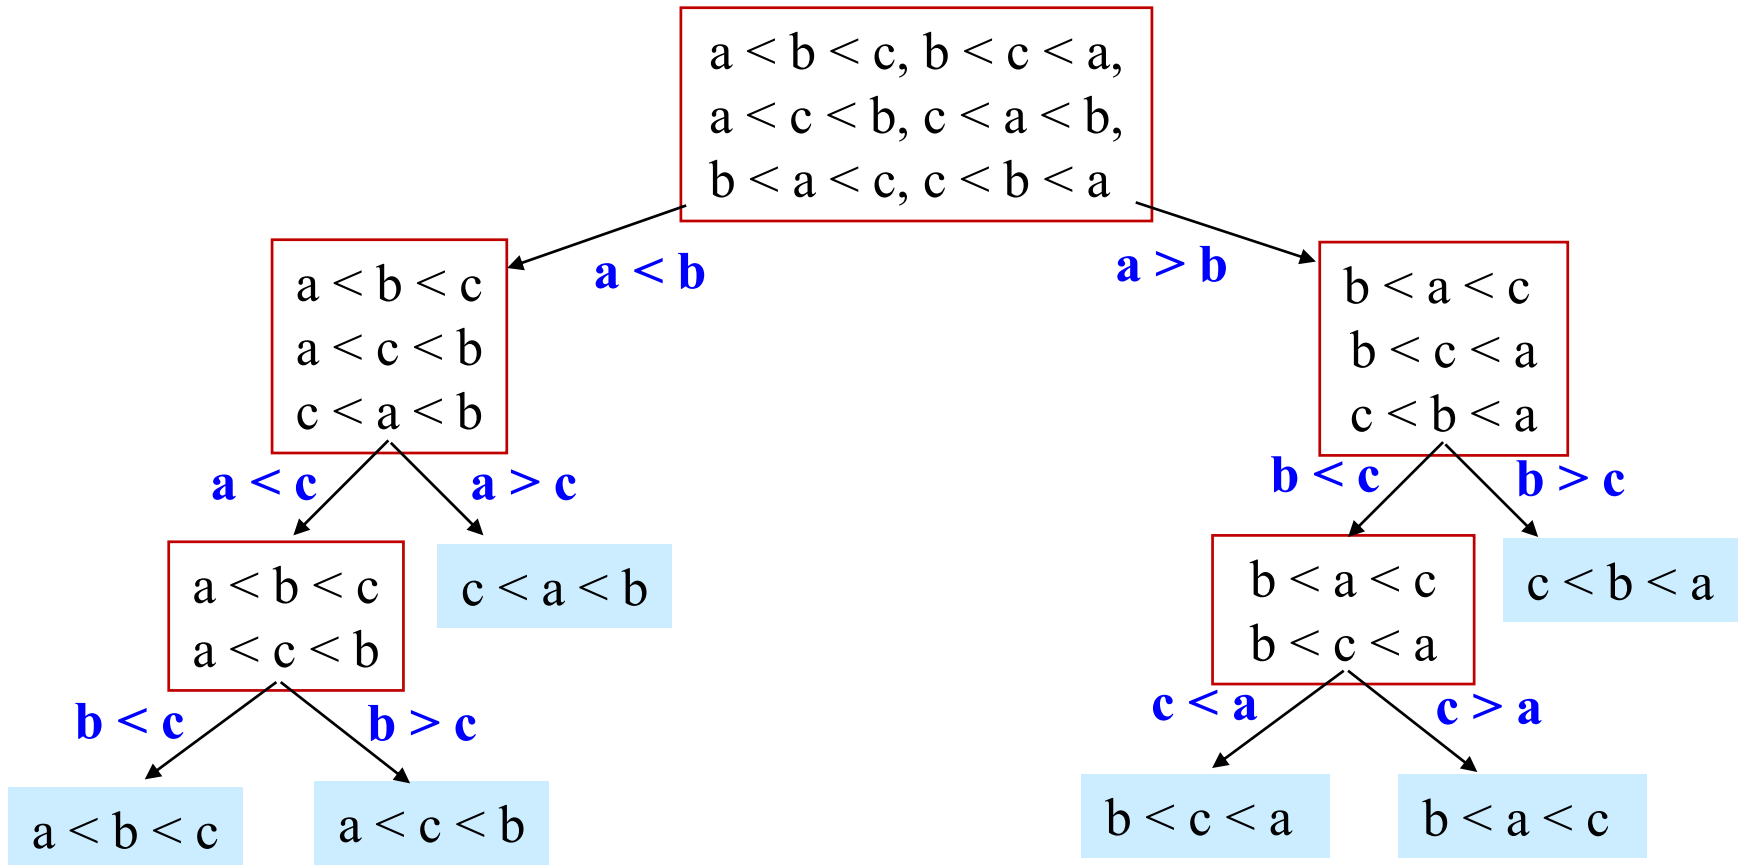 a < b < c, b < c < a,
a < c < b, c < a < b,
b < a < c, c < b < a
a < b
a > b
a < b < c
a < c < b
c < a < b
b < a < c
b < c < a
c < b < a
a < c
a > c
b < c
b > c
a < b < c
a < c < b
c < a < b
b < a < c
b < c < a
c < b < a
b < c
b > c
c < a
c > a
a < b < c
a < c < b
b < c < a
b < a < c